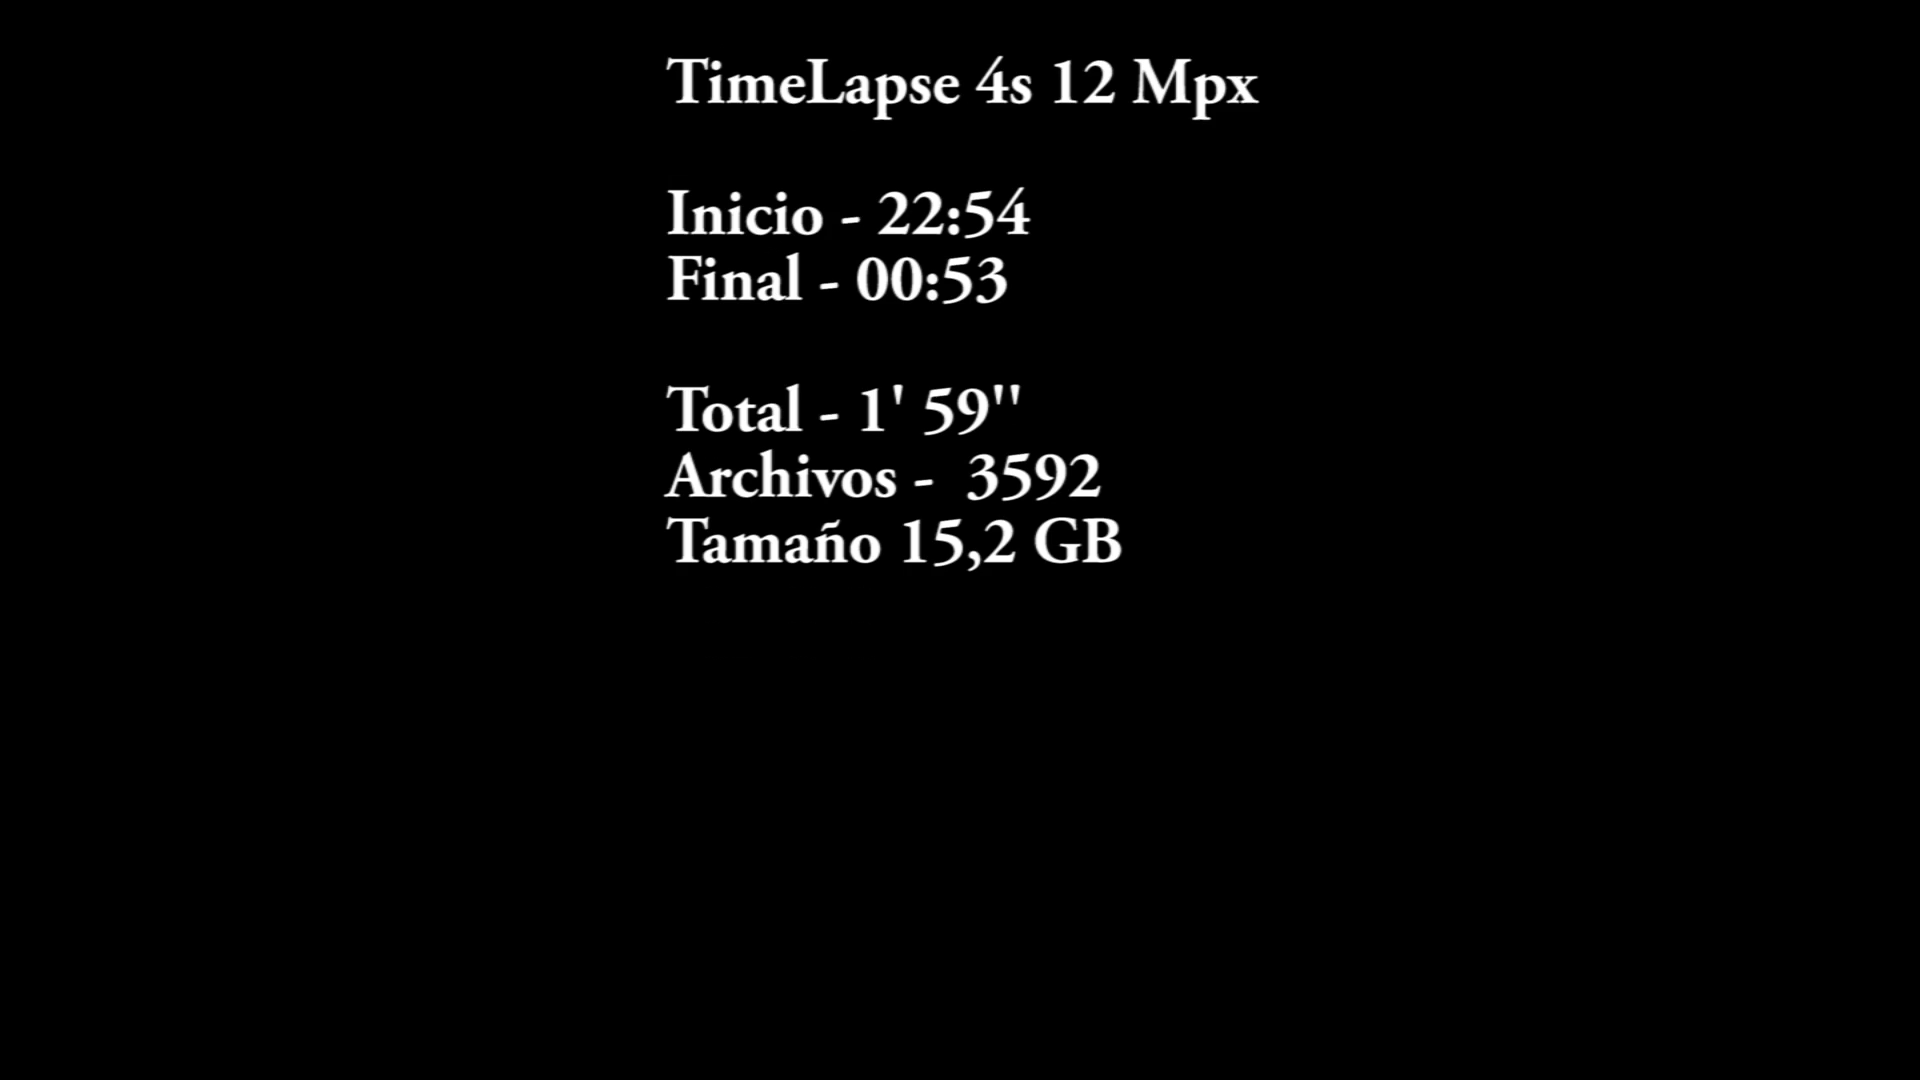 TimeLapse 4s 12 Mpx
Inicio - 22:54
Final - 00:53
Total - 1' 59''
Archivos -  3592
Tamaño 15,2 GB